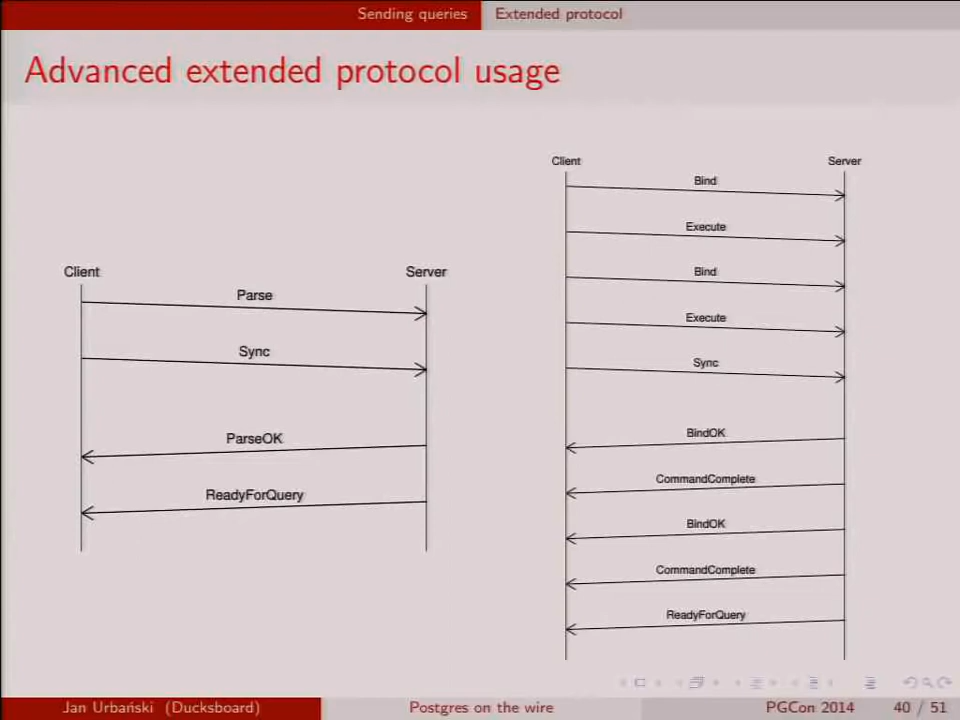 Sending queries Extended protocol
Advanced extended protocol usage
Client Server
Parse
Sync
ParseOK
ReadyForQuery
Client Server
Bind
Execute
Bind
Execute
Sync
BindOK
CommandComplete
BindOK
CommandComplete
ReadyForQuery
Jan Urbański (Ducksboard) Postgres on the wire PGCon 2014 40 / 51